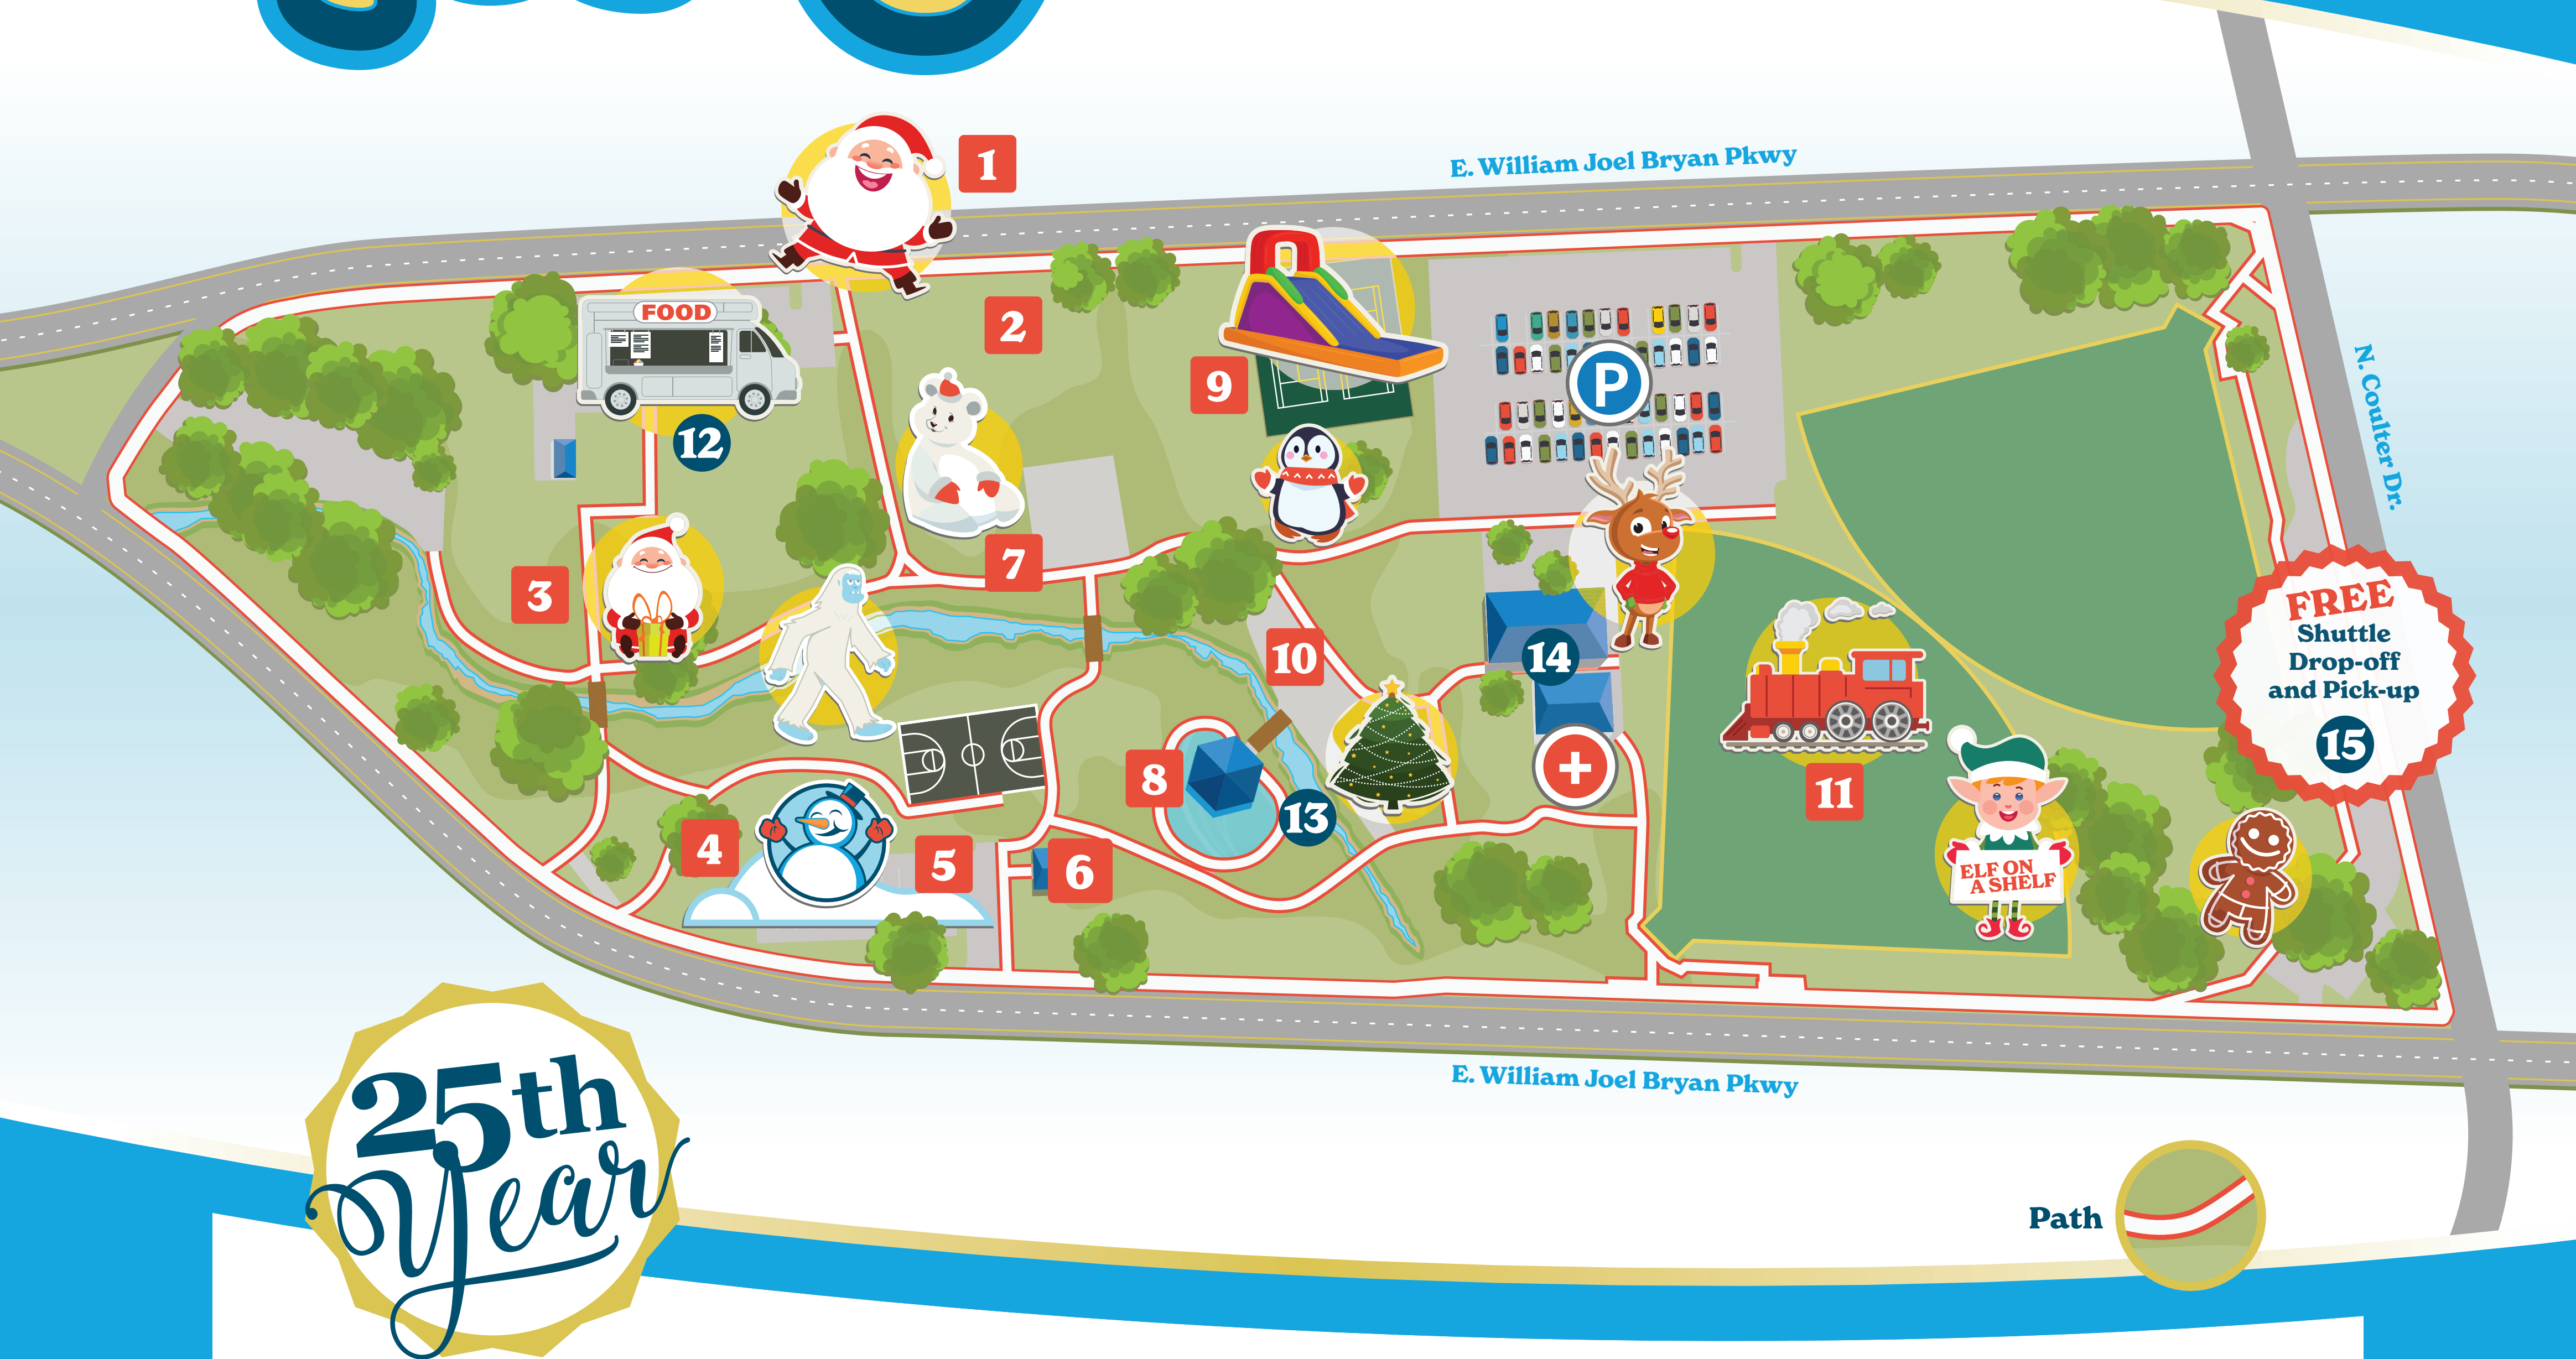 1
E. William Joel Bryan Pkwy
2
FOOD
9
P
12
N. Coulter Dr.
7
3
10
14
FREE
Shuttle
Drop-off
and Pick-up
15
8
13
11
4
5
6
ELF ON
A SHELF
E. William Joel Bryan Pkwy
25th
Year
Path